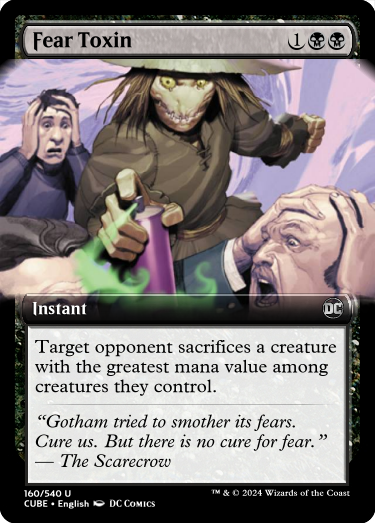 Fear Toxin 1
Instant DC
Target opponent sacrifices a creature
with the greatest mana value among
creatures they control.
“Gotham tried to smother its fears.
Cure us. But there is no cure for fear.”
— The Scarecrow
160/540 U
CUBE • English DC Comics
™ & © 2024 Wizards of the Coast